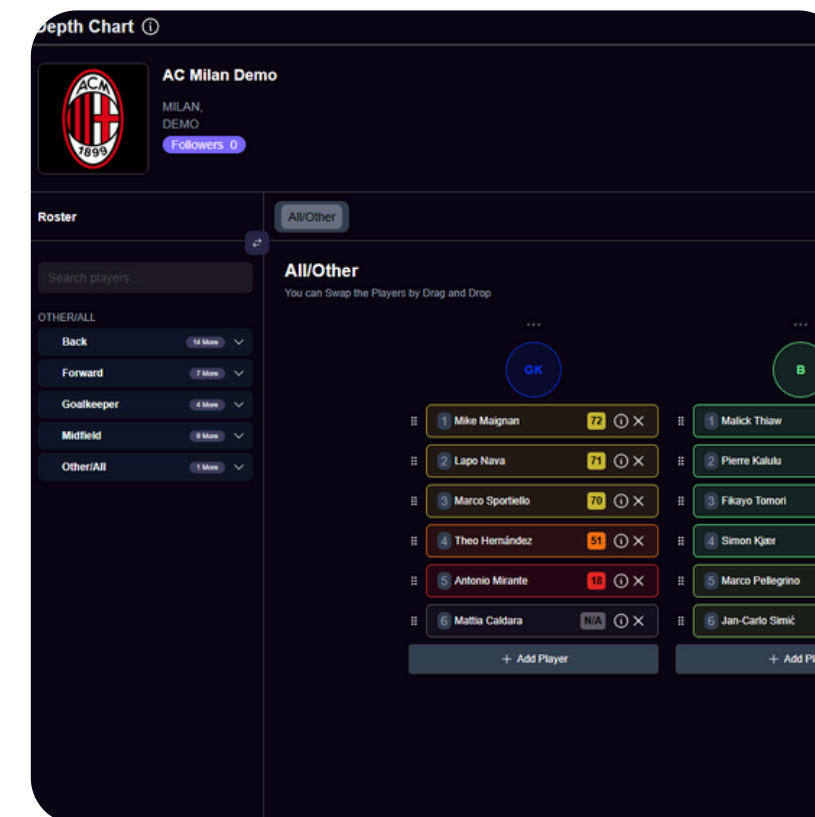 Depth Chart
ACM
1899
AC Milan Demo
MILAN,
DEMO
Followers 0
Roster
All/Other
Search players...
OTHER/ALL
Back 14 More
Forward 7 More
Goalkeeper 4 More
Midfield 9 More
Other/All 1 More
All/Other
You can Swap the Players by Drag and Drop
GK
1 Mike Maignan 72
2 Lapo Nava 71
3 Marco Sportiello 70
4 Theo Hernández 51
5 Antonio Mirante 18
6 Mattia Caldara N/A
+ Add Player
B
1 Malick Thiaw
2 Pierre Kalulu
3 Fikayo Tomori
4 Simon Kjær
5 Marco Pellegrino
6 Jan-Carlo Simić
+ Add Pl